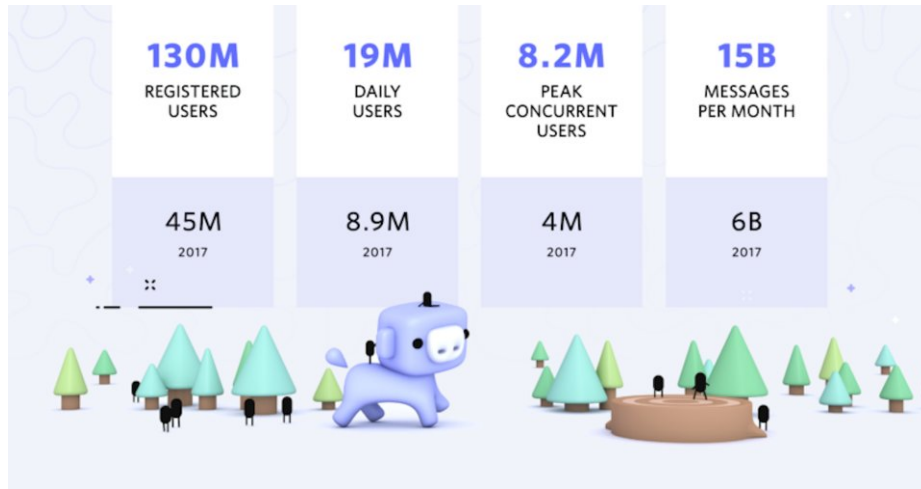 130M
REGISTERED
USERS
45M
2017
19M
DAILY
USERS
8.9M
2017
8.2M
PEAK
CONCURRENT
USERS
4M
2017
15B
MESSAGES
PER MONTH
6B
2017